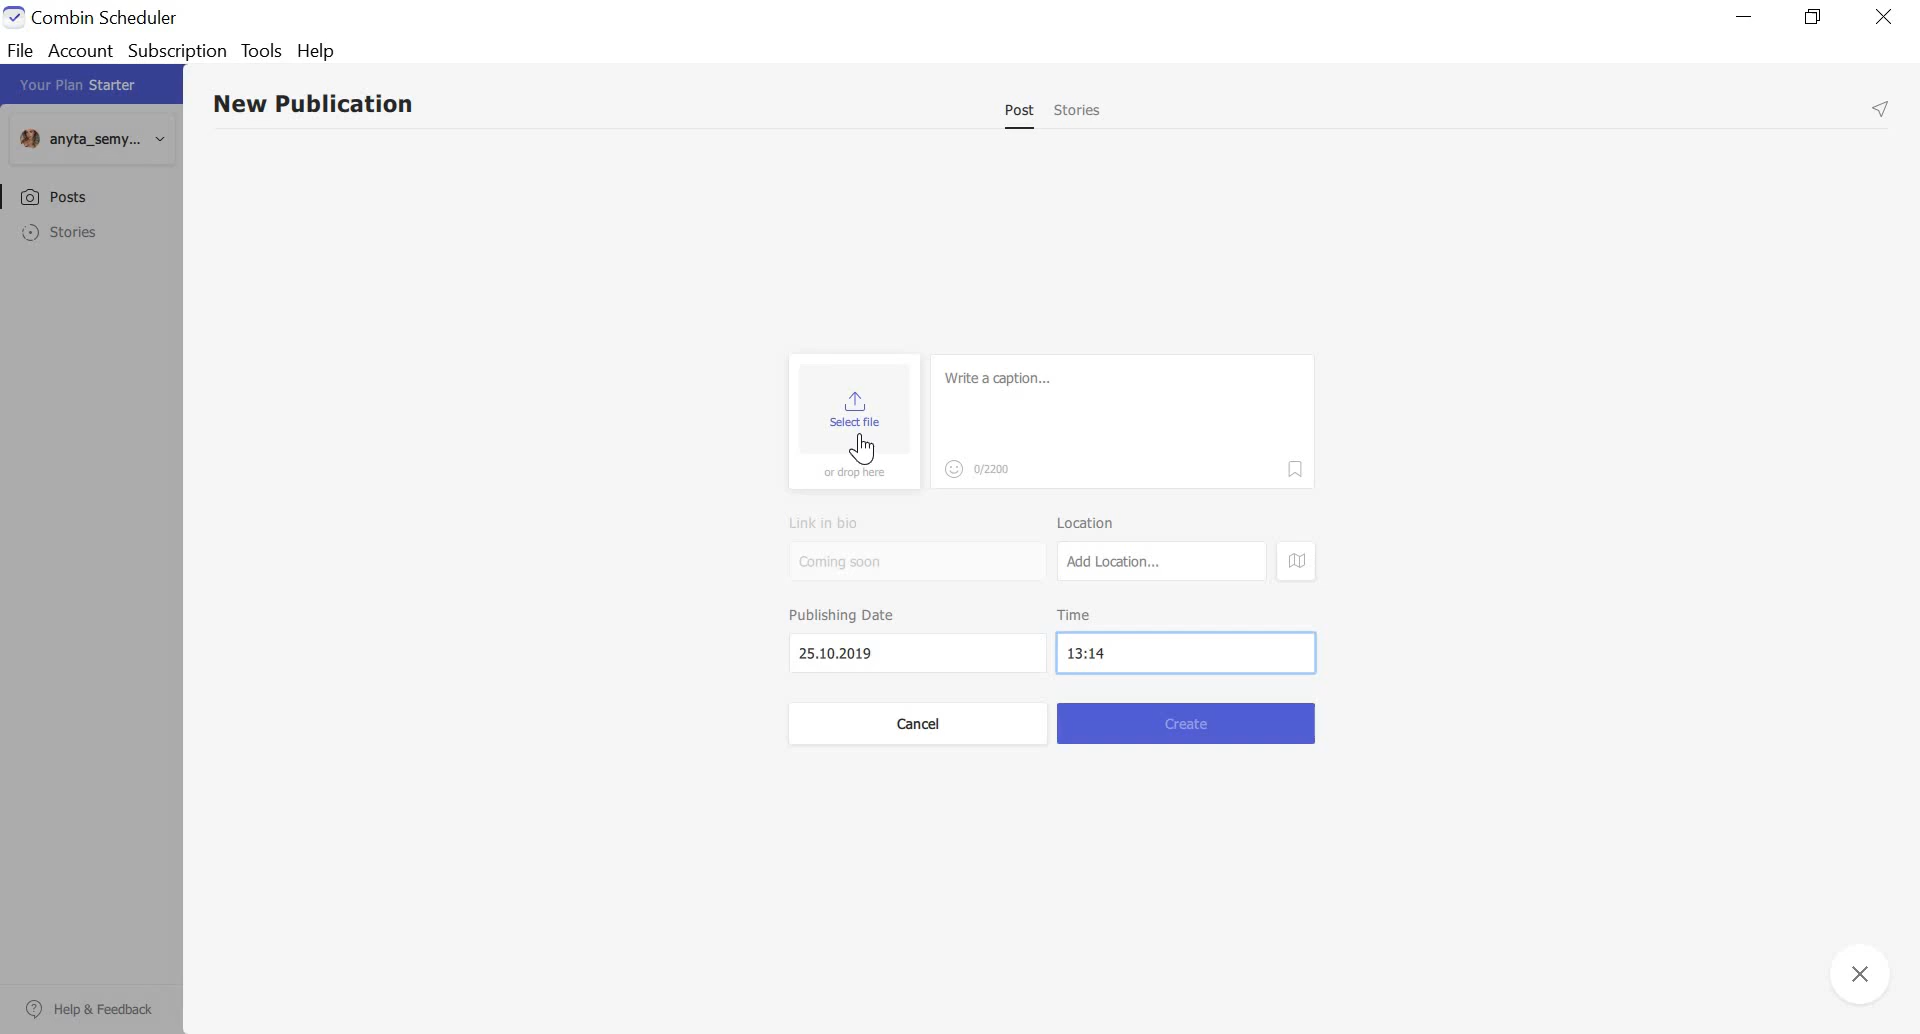 Combin Scheduler
File Account Subscription Tools Help
Your Plan Starter
New Publication
Post Stories
anyta_semy...
Posts
Stories
Select file
or drop here
Write a caption...
0/2200
Link in bio
Location
Coming soon
Add Location...
Publishing Date
Time
25.10.2019
13:14
Cancel
Create
Help & Feedback